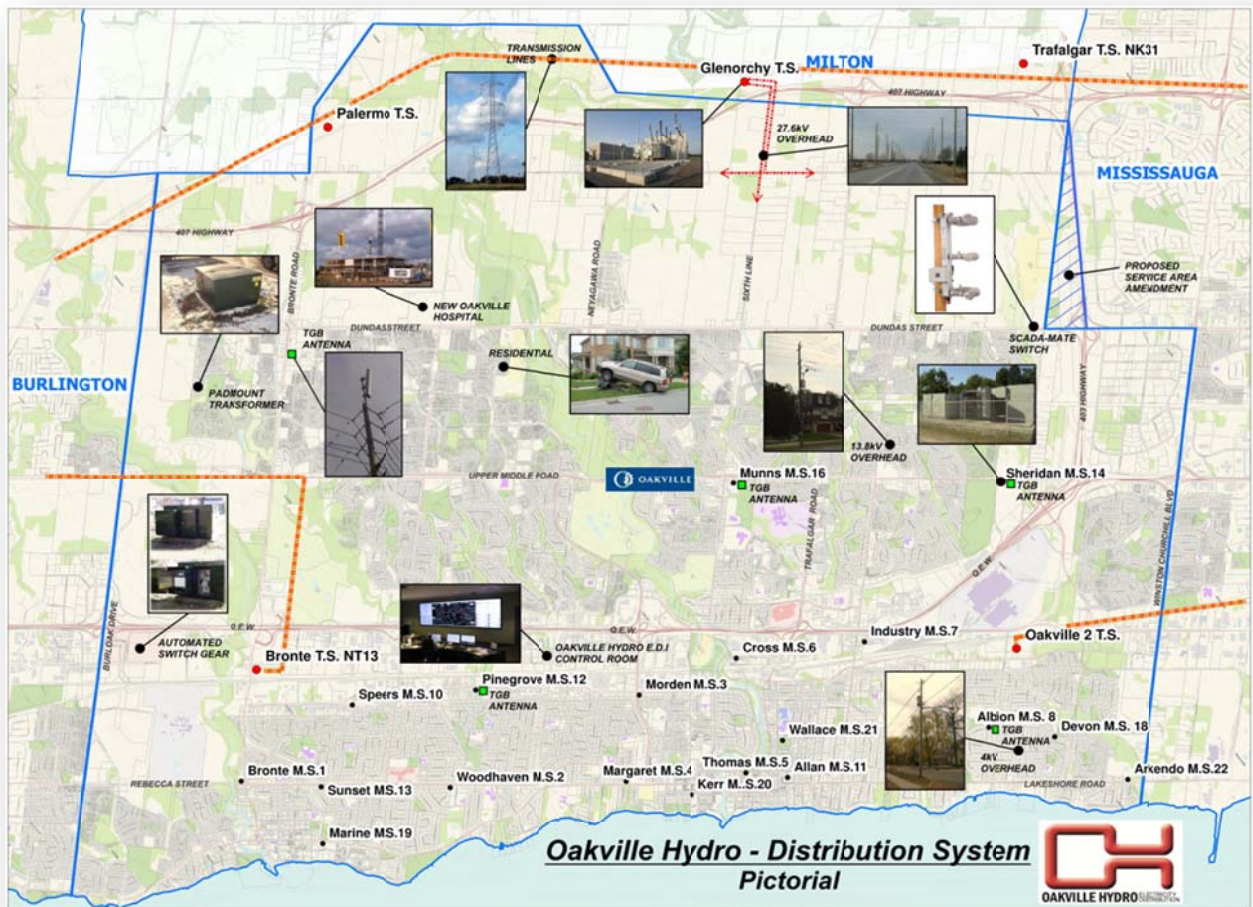 TRANSMISSION
LINES
Trafalgar T.S. NK31
MILTON
Glenorchy T.S.
407 HIGHWAY
Palermo T.S.
27.6kV
OVERHEAD
MISSISSAUGA
407 HIGHWAY
BRONTE ROAD
NEYAGAWA ROAD
SIXTH LINE
PROPOSED
SERVICE AREA
AMENDMENT
NEW OAKVILLE
HOSPITAL
DUNDAS STREET
DUNDAS STREET
SCADA-MATE
SWITCH
TGB
ANTENNA
RESIDENTIAL
BURLINGTON
PADMOUNT
TRANSFORMER
403 HIGHWAY
13.8kV
OVERHEAD
UPPER MIDDLE ROAD
OAKVILLE
Munns M.S.16
TGB
ANTENNA
Sheridan M.S.14
TGB
ANTENNA
TRAFALGAR ROAD
WINSTON CHURCHILL BLVD
Q.E.W
BURLOAK DRIVE
Q.E.W
Q.E.W
AUTOMATED
SWITCH GEAR
Bronte T.S. NT13
OAKVILLE HYDRO E.D.I
CONTROL ROOM
Industry M.S.7
Oakville 2 T.S.
Cross M.S.6
Speers M.S.10
Pinegrove M.S.12
TGB
ANTENNA
Morden M.S.3
Albion M.S. 8
TGB
ANTENNA
Devon M.S. 18
Wallace M.S.21
4kV
OVERHEAD
REBECCA STREET
Bronte M.S.1
Sunset MS.13
Woodhaven M.S.2
Margaret M.S.4
Thomas M.S.5
Allan M.S.11
Kerr M.S.20
Arkendo M.S.22
LAKESHORE ROAD
Marine MS.19
Oakville Hydro - Distribution System
Pictorial
OAKVILLE HYDRO ELECTRICITY
DISTRIBUTION